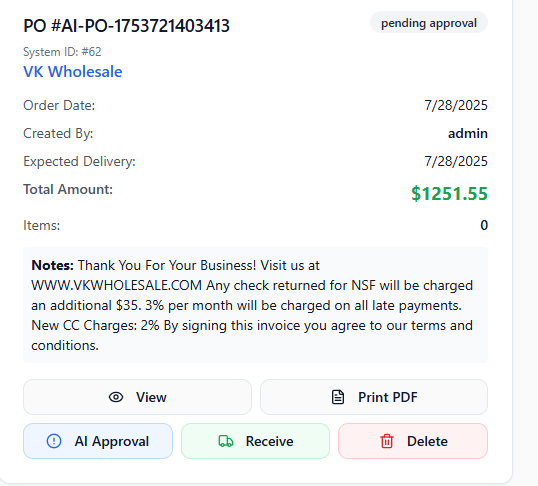 PO #AI-PO-1753721403413
pending approval
System ID: #62
VK Wholesale
Order Date: 7/28/2025
Created By: admin
Expected Delivery: 7/28/2025
Total Amount: $1251.55
Items: 0
Notes: Thank You For Your Business! Visit us at
WWW.VKWHOLESALE.COM Any check returned for NSF will be charged
an additional $35. 3% per month will be charged on all late payments.
New CC Charges: 2% By signing this invoice you agree to our terms and
conditions.
View
Print PDF
AI Approval
Receive
Delete